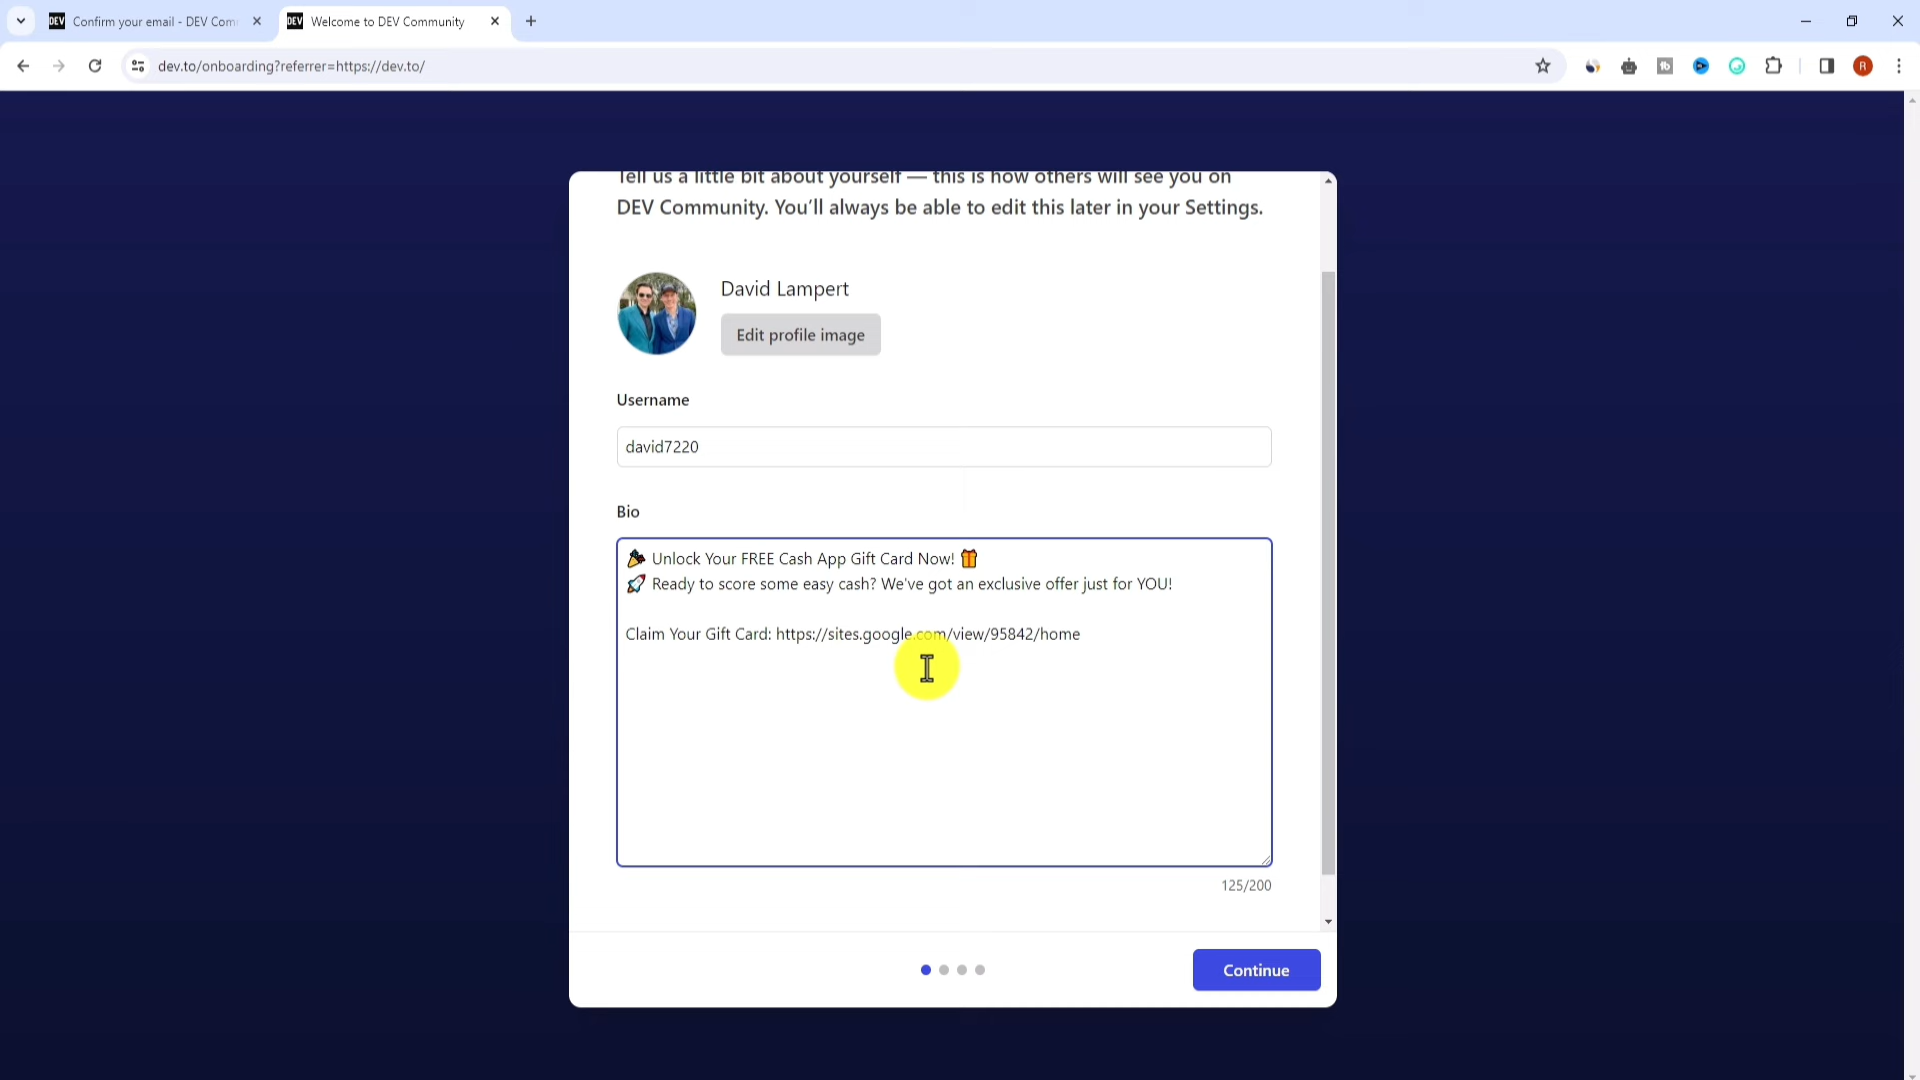 DEV Confirm your email - DEV Com
DEV Welcome to DEV Community
dev.to/onboarding?referrer=https://dev.to/
R
Tell us a little bit about yourself — this is how others will see you on
DEV Community. You'll always be able to edit this later in your Settings.
David Lampert
Edit profile image
Username
david7220
Bio
🎉 Unlock Your FREE Cash App Gift Card Now! 🎁
🚀 Ready to score some easy cash? We've got an exclusive offer just for YOU!
Claim Your Gift Card: https://sites.google.com/view/95842/home
125/200
Continue